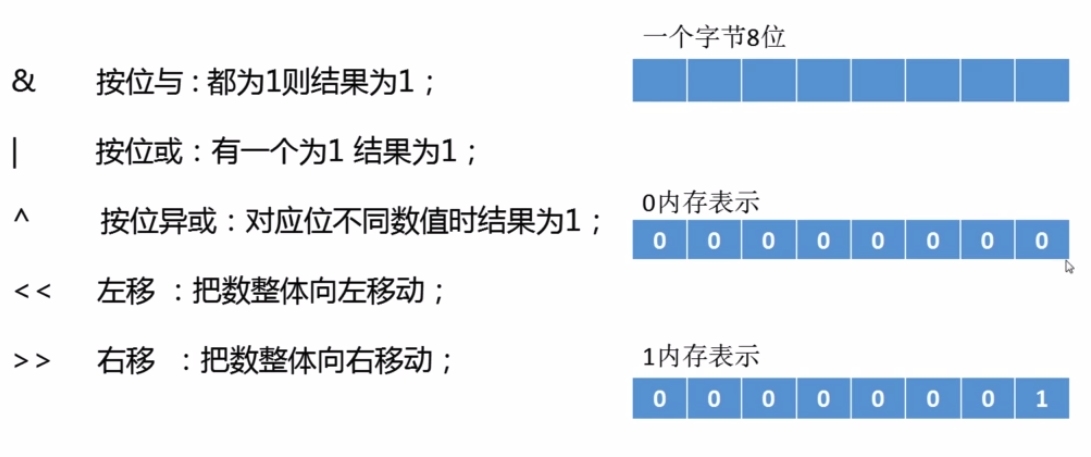 & 按位与：都为1则结果为1；
| 按位或：有一个为1 结果为1；
^ 按位异或：对应位不同数值时结果为1；
<< 左移 ：把数整体向左移动；
>> 右移 ：把数整体向右移动；
一个字节8位
0内存表示
0 0 0 0 0 0 0 0
1内存表示
0 0 0 0 0 0 0 1